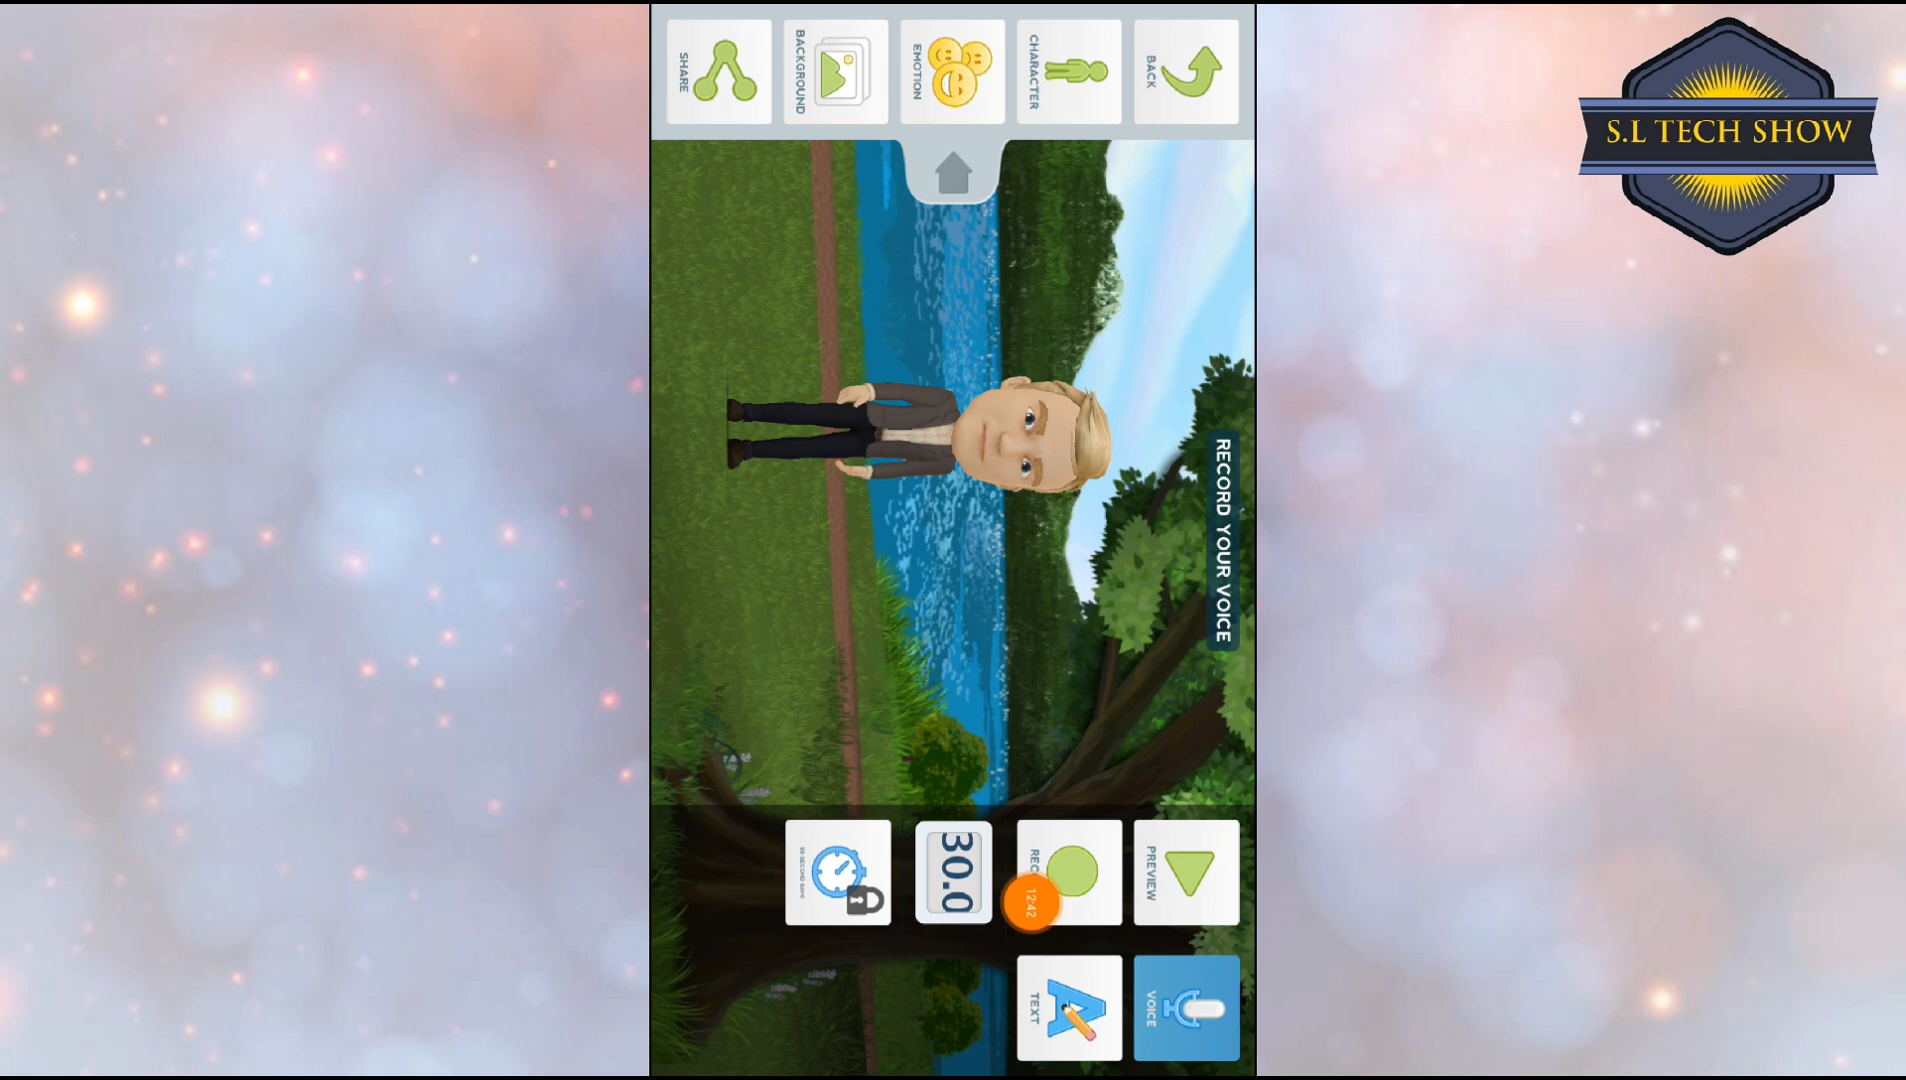 S.L TECH SHOW
BACK
CHARACTER
EMOTION
BACKGROUND
SHARE
RECORD YOUR VOICE
PREVIEW
REC
12:42
30.0
VOICE
TEXT